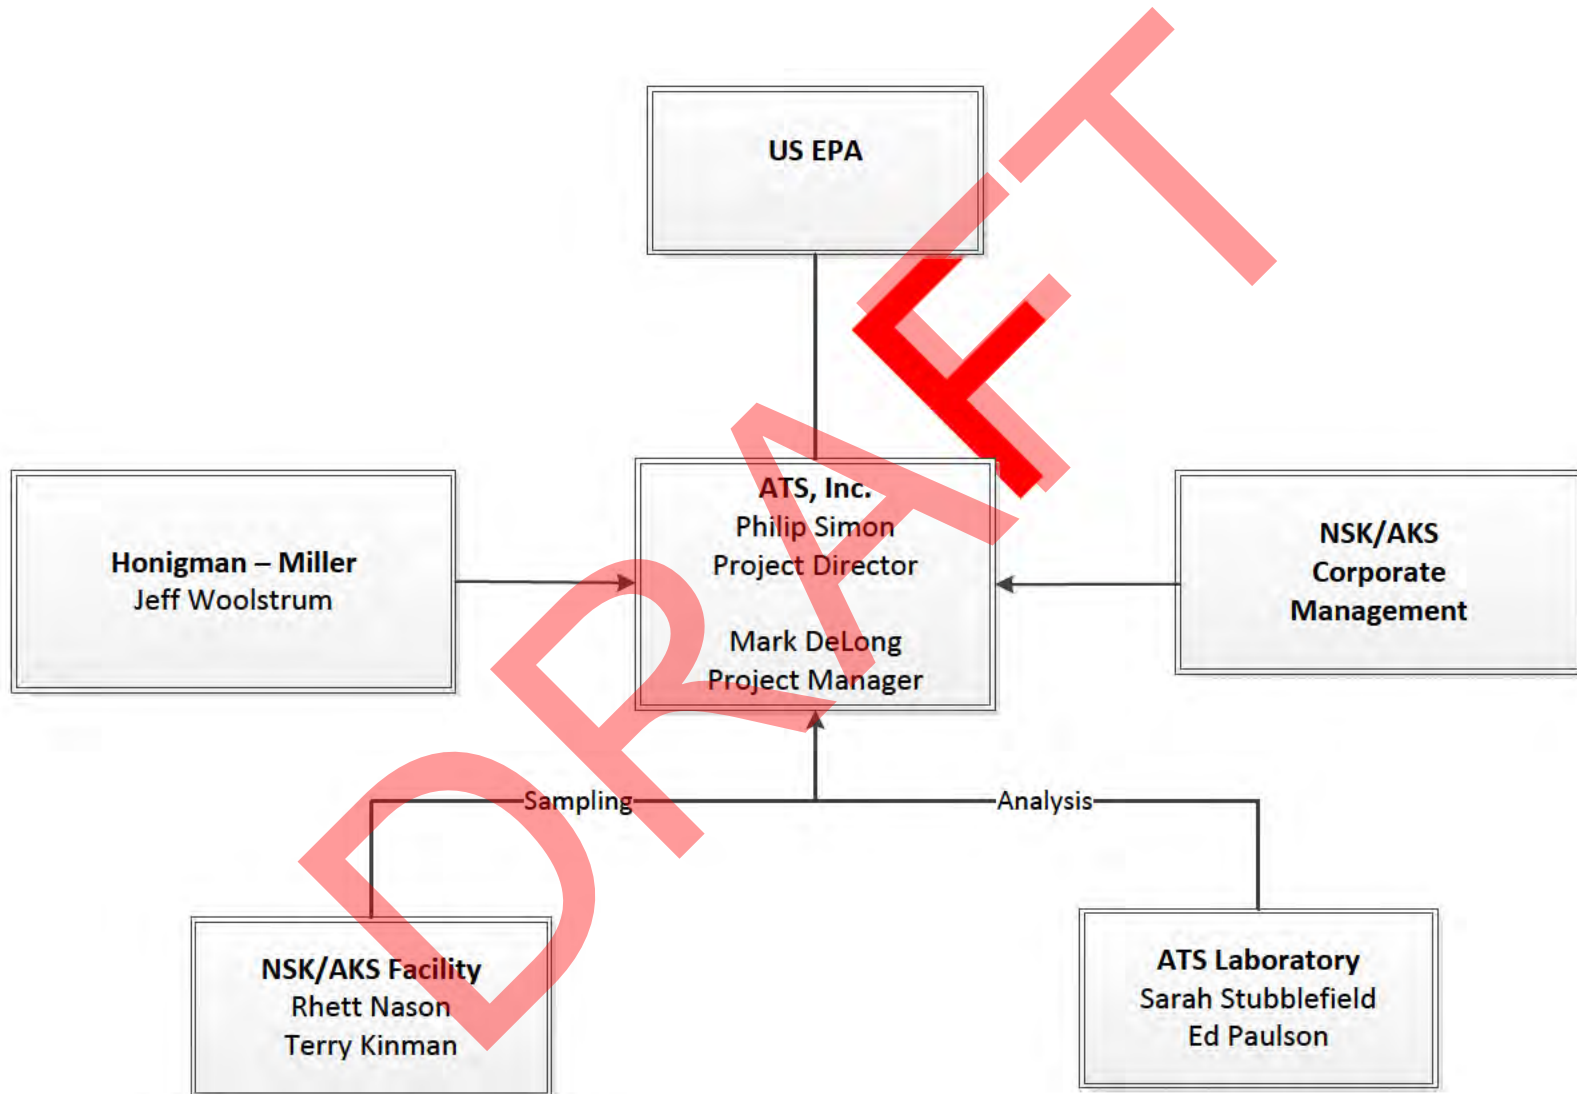 US EPA
ATS, Inc.
Philip Simon
Project Director
Mark DeLong
Project Manager
Honigman – Miller
Jeff Woolstrum
NSK/AKS
Corporate
Management
Sampling
Analysis
NSK/AKS Facility
Rhett Nason
Terry Kinman
ATS Laboratory
Sarah Stubblefield
Ed Paulson
DRAFT